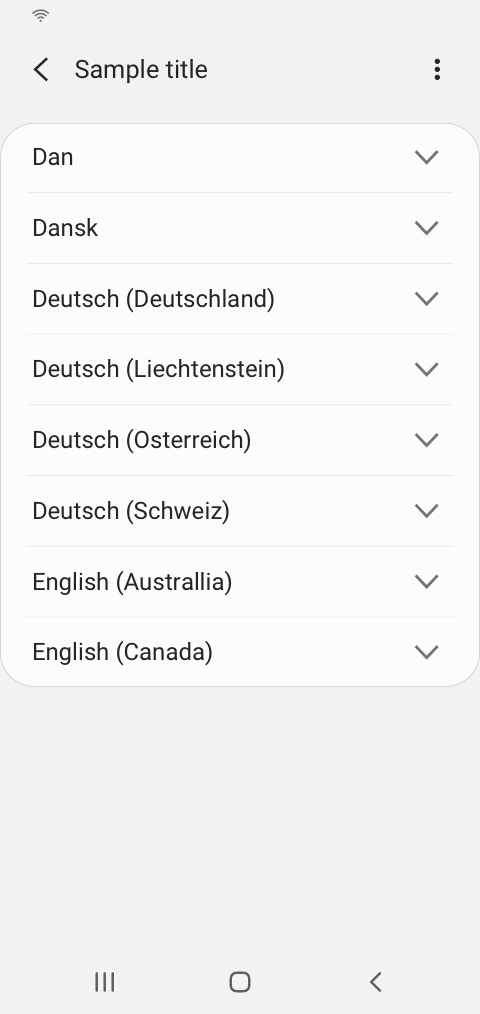 Sample title
Dan
Dansk
Deutsch (Deutschland)
Deutsch (Liechtenstein)
Deutsch (Osterreich)
Deutsch (Schweiz)
English (Australlia)
English (Canada)